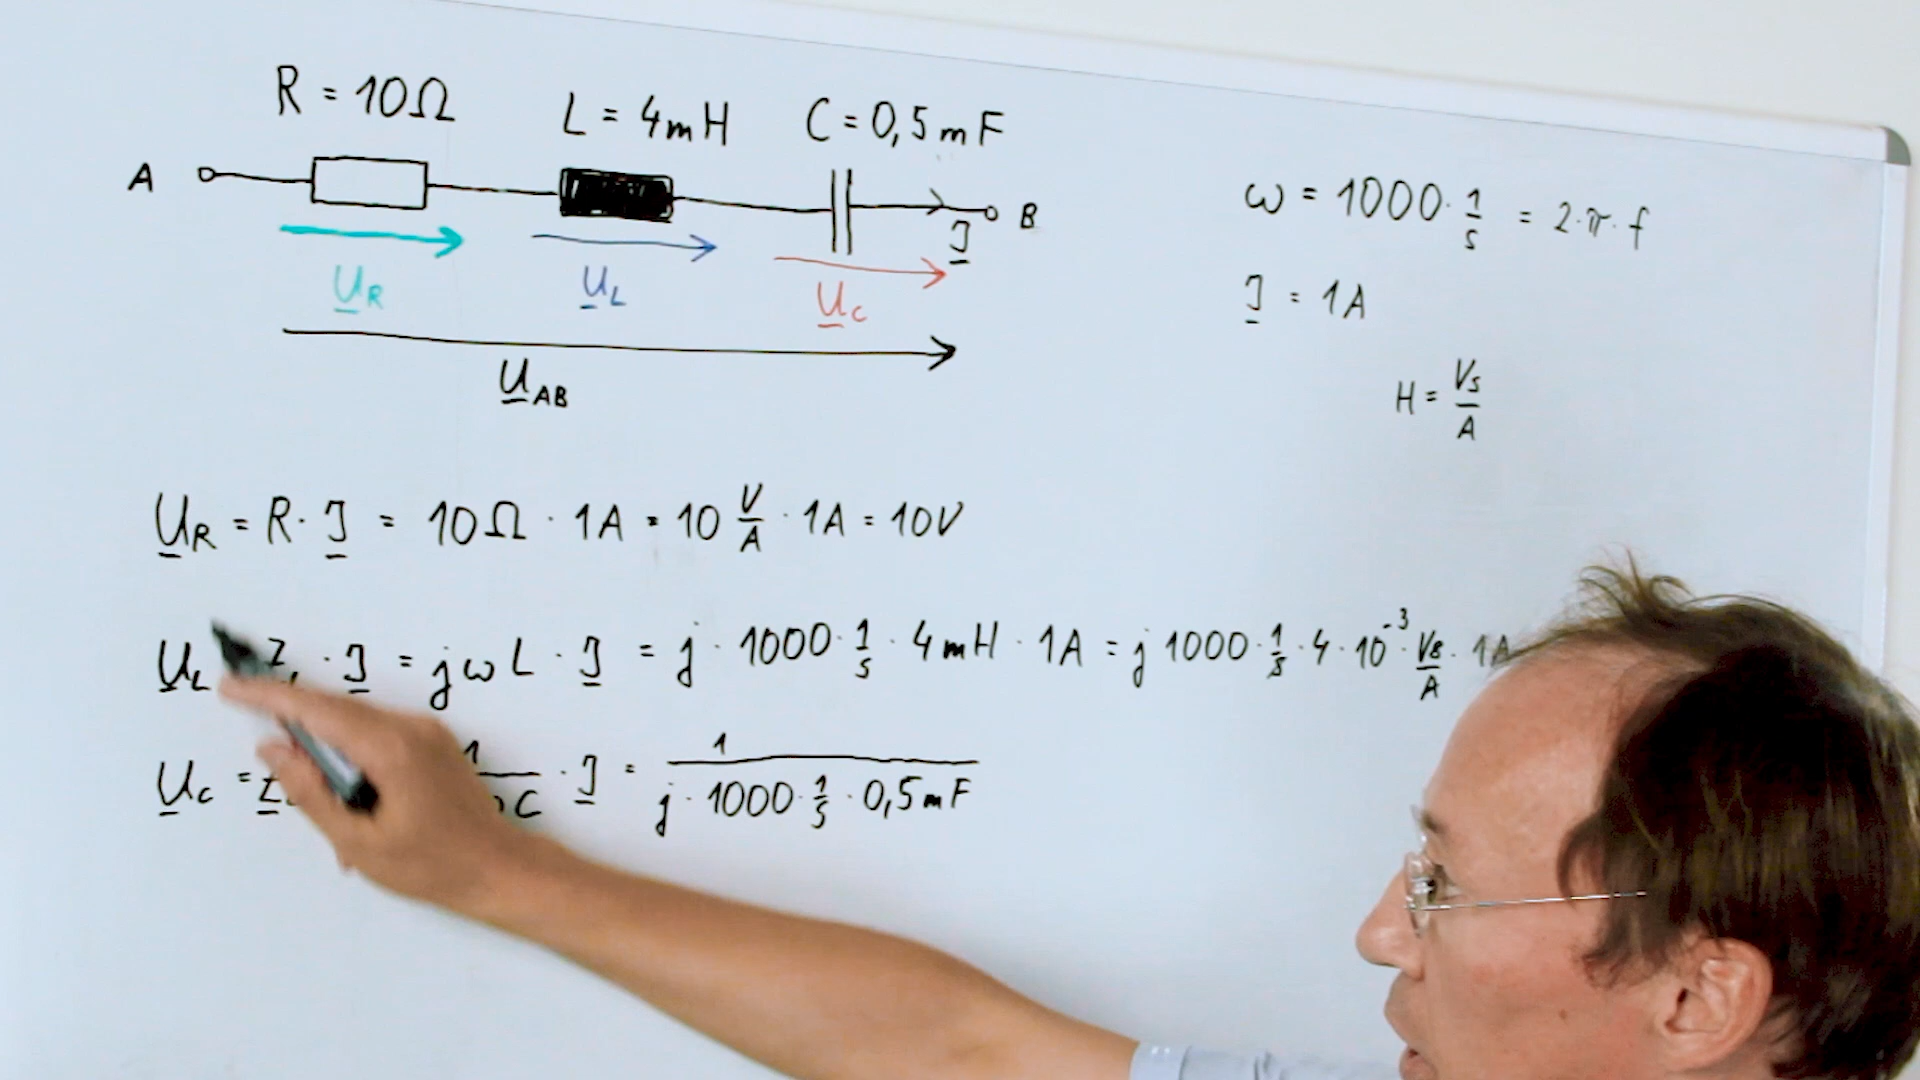 R = 10Ω L = 4mH C = 0,5mF
A B
I
U_R U_L U_C
U_AB
ω = 1000 · 1/s = 2·π·f
I = 1A
H = Vs/A
U_R = R · I = 10Ω · 1A = 10 V/A · 1A = 10V
U_L · I = jωL · I = j · 1000 · 1/s · 4mH · 1A = j 1000 · 1/s · 4 · 10^-3 · Vs/A · 1A
U_C = C · I = 1/(j · 1000 · 1/s · 0,5mF)